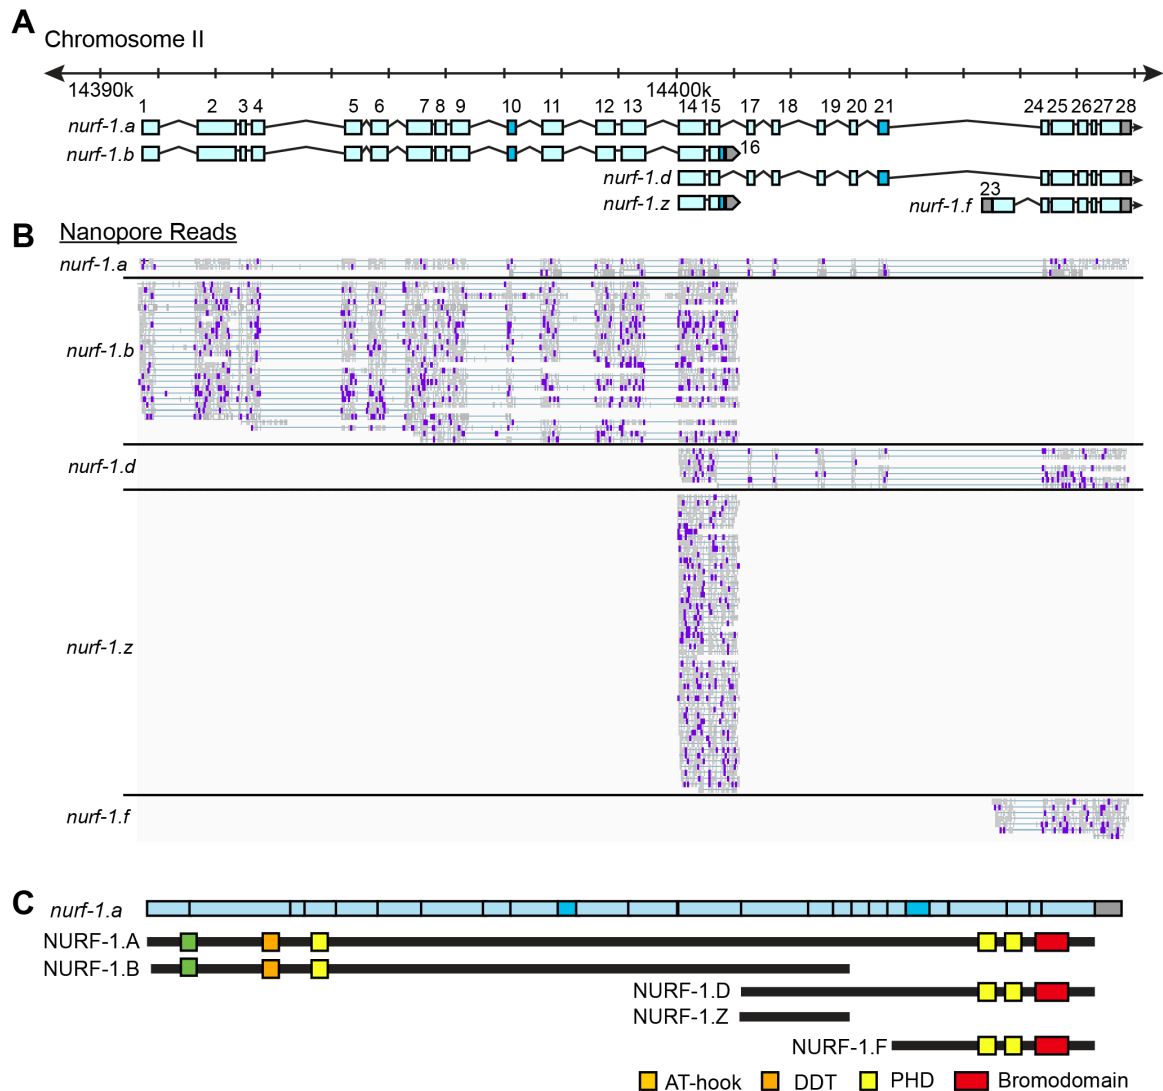 A
Chromosome II
14390k 14400k
1 2 3 4 5 6 7 8 9 10 11 12 13 14 15 17 18 19 20 21 24 25 26 27 28
nurf-1.a
nurf-1.b 16
nurf-1.d
23
nurf-1.z nurf-1.f
B Nanopore Reads
nurf-1.a
nurf-1.b
nurf-1.d
nurf-1.z
nurf-1.f
C
nurf-1.a
NURF-1.A
NURF-1.B
NURF-1.D
NURF-1.Z
NURF-1.F
AT-hook DDT PHD Bromodomain